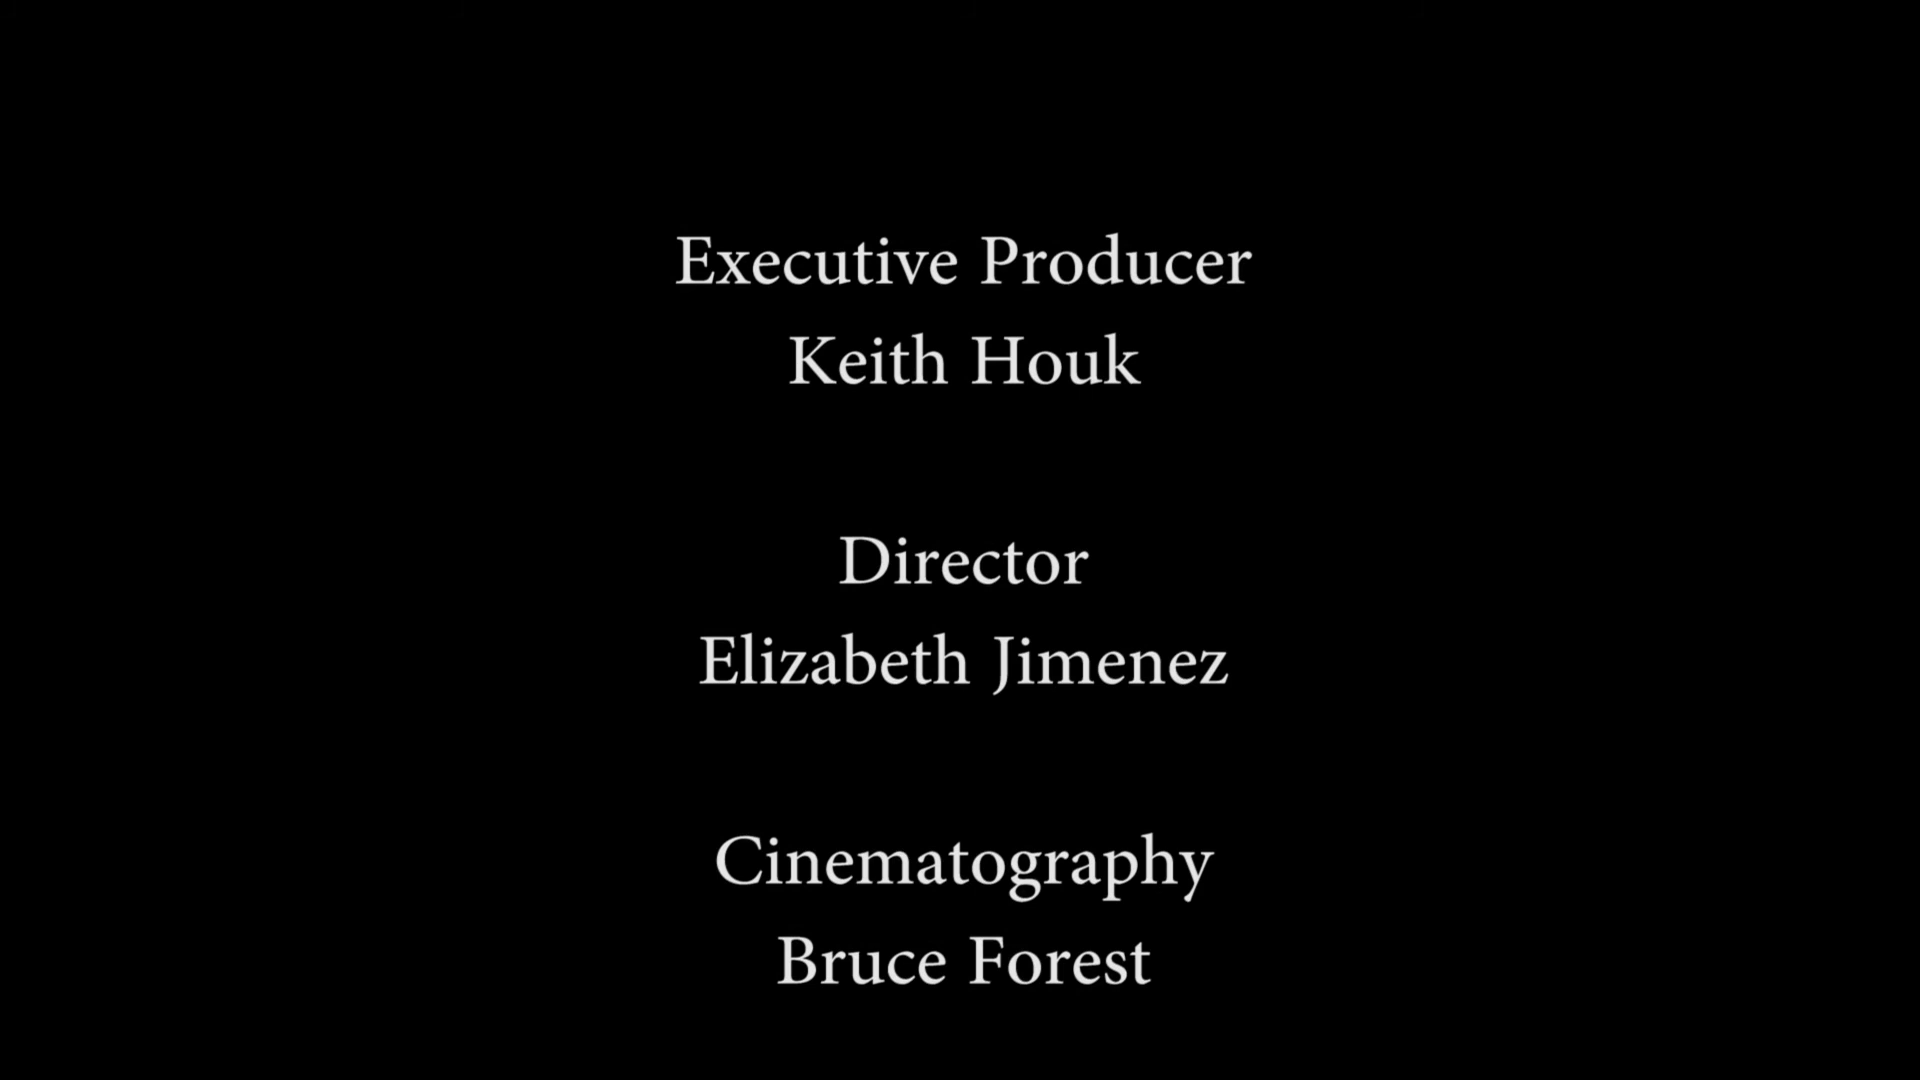 Executive Producer
Keith Houk
Director
Elizabeth Jimenez
Cinematography
Bruce Forest